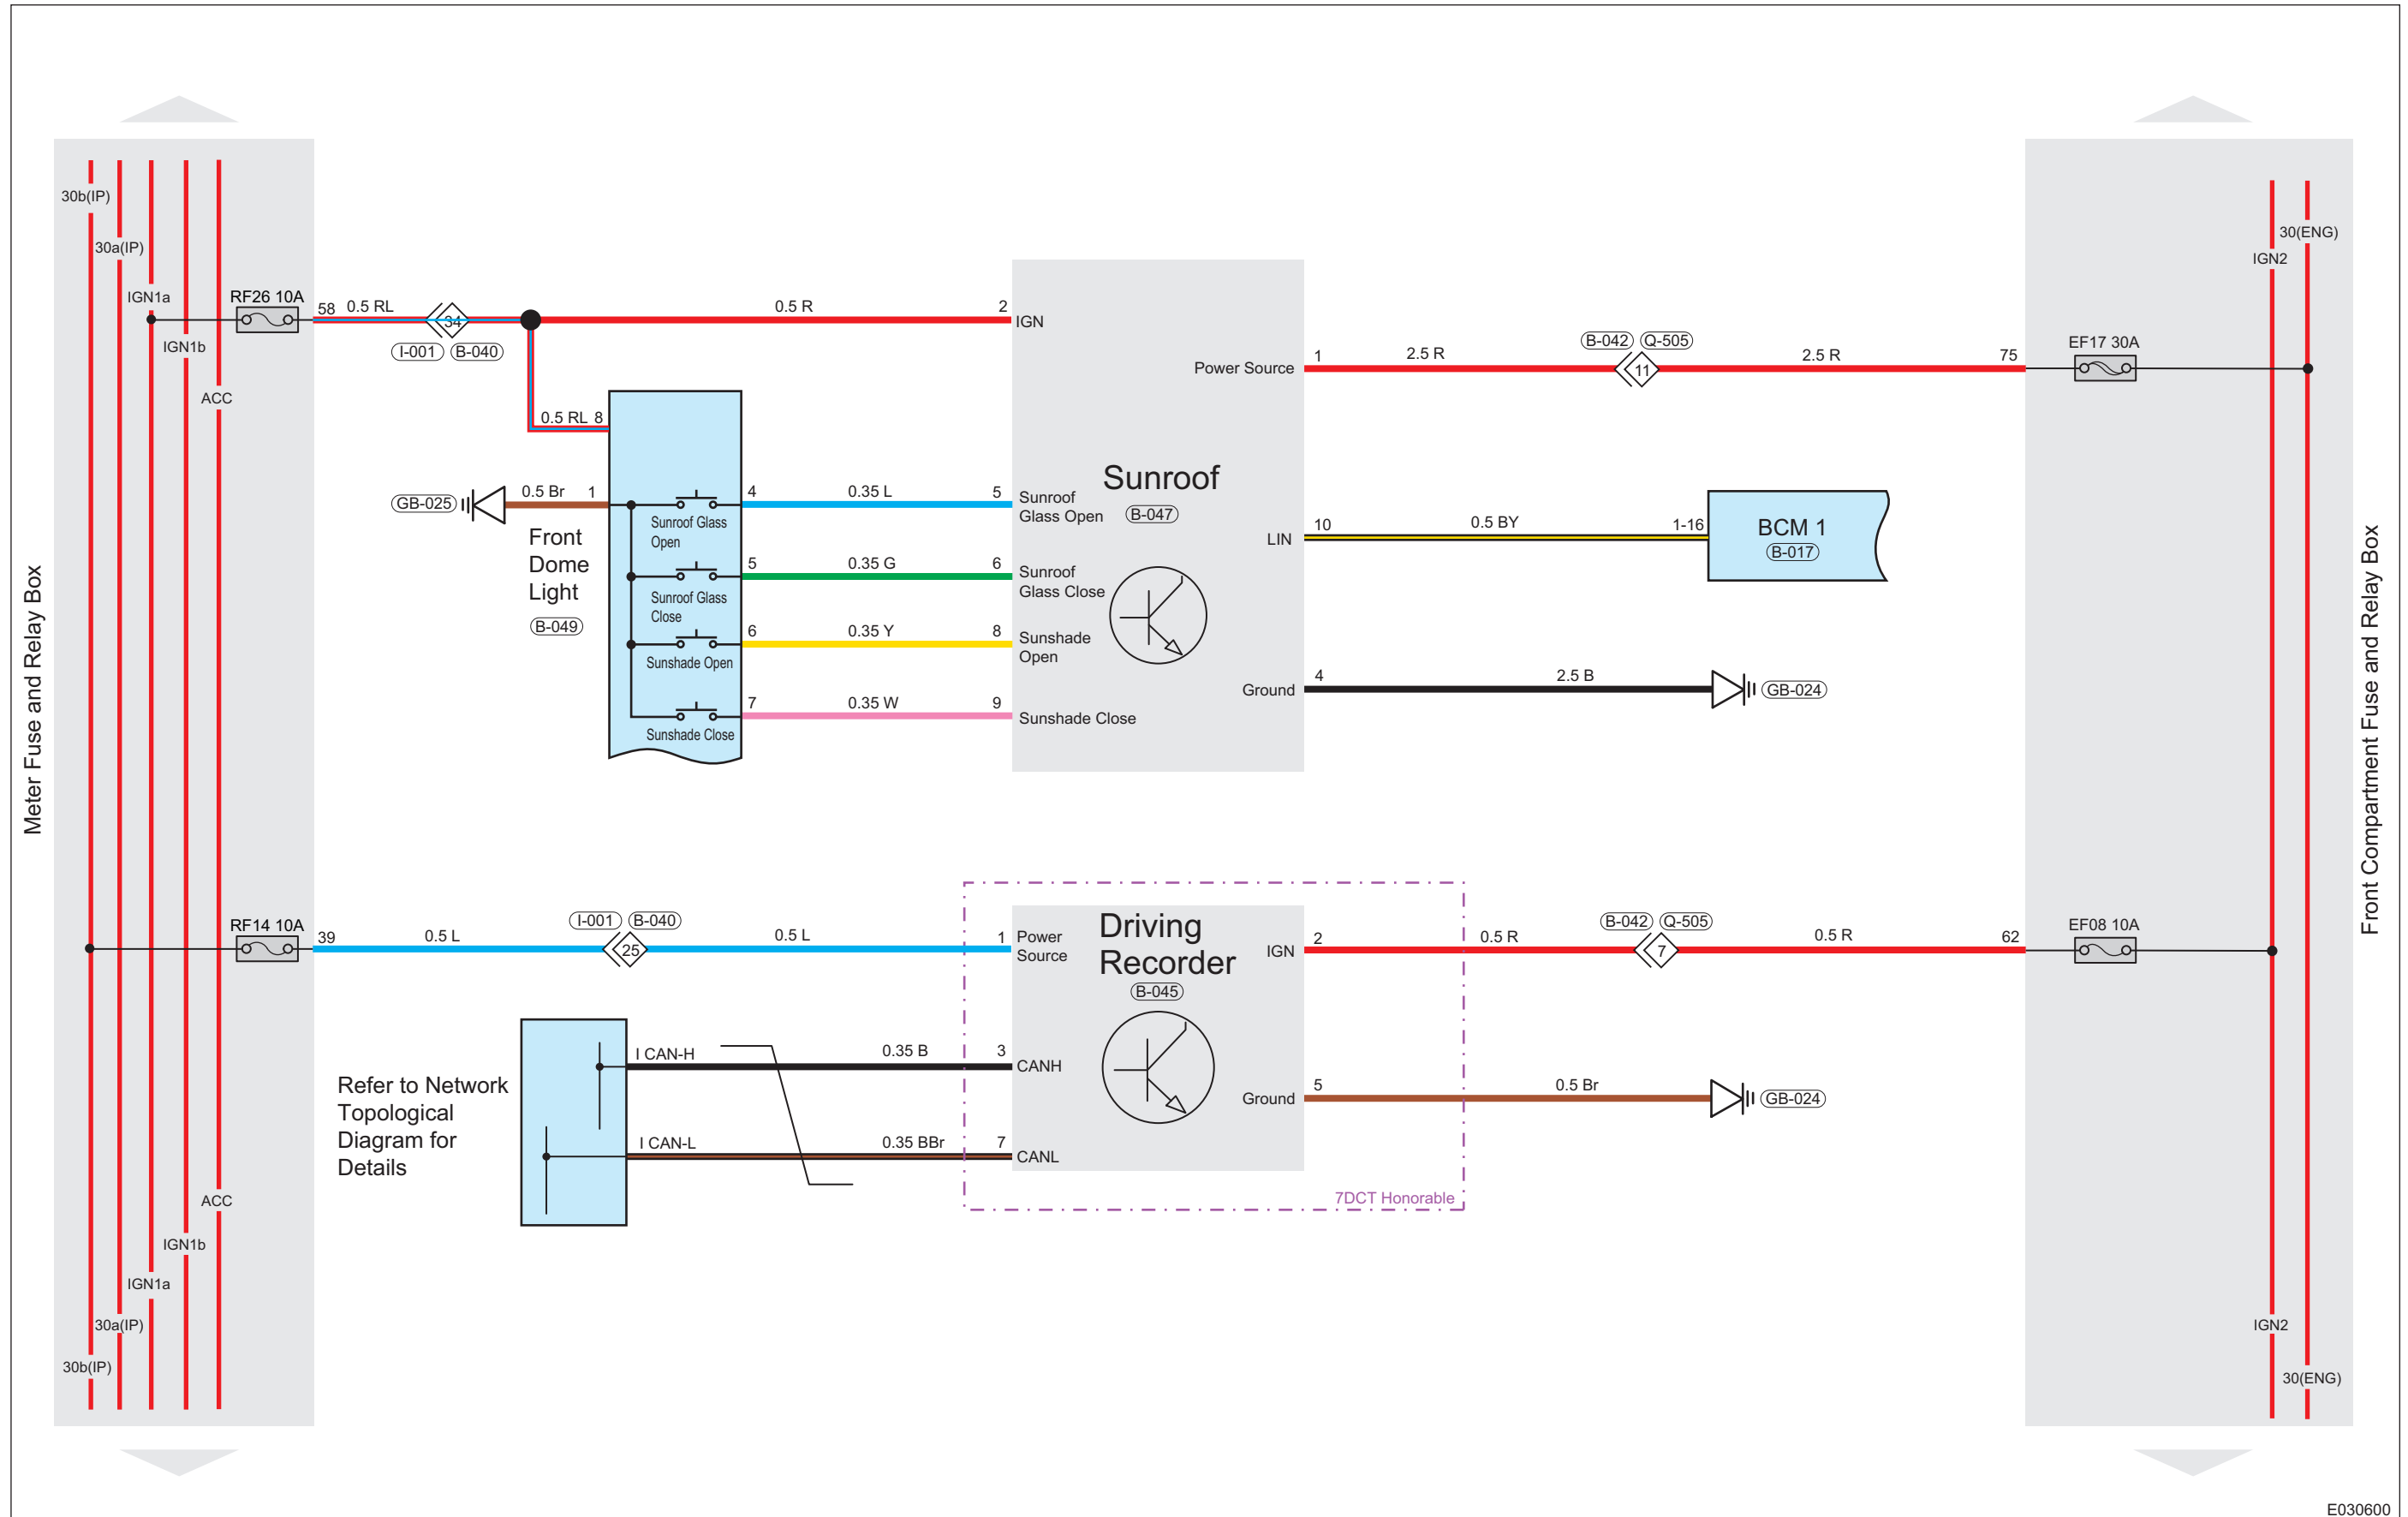 Meter Fuse and Relay Box
30b(IP)
30a(IP)
IGN1a
IGN1b
ACC
RF26 10A
58
0.5 RL
34
I-001
B-040
0.5 R
2
IGN
0.5 RL 8
GB-025
0.5 Br
1
Front
Dome
Light
B-049
Sunroof Glass
Open
Sunroof Glass
Close
Sunshade Open
Sunshade Close
4
0.35 L
5
Sunroof
Glass Open
5
0.35 G
6
Sunroof
Glass Close
6
0.35 Y
8
Sunshade
Open
7
0.35 W
9
Sunshade Close
Sunroof
B-047
Power Source
1
2.5 R
B-042
Q-505
11
2.5 R
75
EF17 30A
LIN
10
0.5 BY
1-16
BCM 1
B-017
Ground
4
2.5 B
GB-024
IGN2
30(ENG)
Front Compartment Fuse and Relay Box
RF14 10A
39
0.5 L
I-001
B-040
25
0.5 L
1
Power
Source
Driving
Recorder
B-045
IGN
2
0.5 R
B-042
Q-505
7
0.5 R
62
EF08 10A
Refer to Network
Topological
Diagram for
Details
I CAN-H
0.35 B
3
CANH
I CAN-L
0.35 BBr
7
CANL
Ground
5
0.5 Br
GB-024
7DCT Honorable
ACC
IGN1b
IGN1a
30a(IP)
30b(IP)
IGN2
30(ENG)
E030600